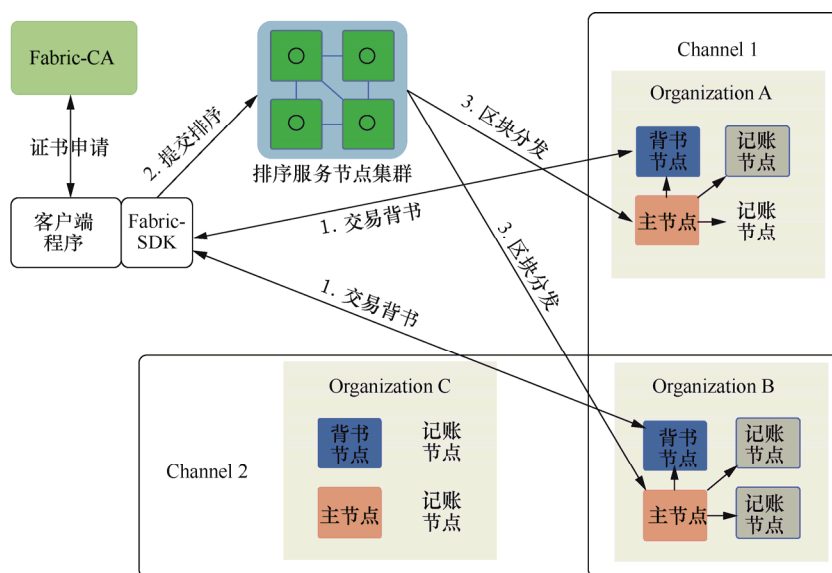 Fabric-CA
证书申请
客户端
程序
Fabric-
SDK
2. 提交排序
排序服务节点集群
1. 交易背书
1. 交易背书
3. 区块分发
3. 区块分发
Channel 1
Organization A
背书
节点
记账
节点
主节点
记账
节点
Channel 2
Organization C
背书
节点
记账
节点
主节点
记账
节点
Organization B
背书
节点
记账
节点
主节点
记账
节点